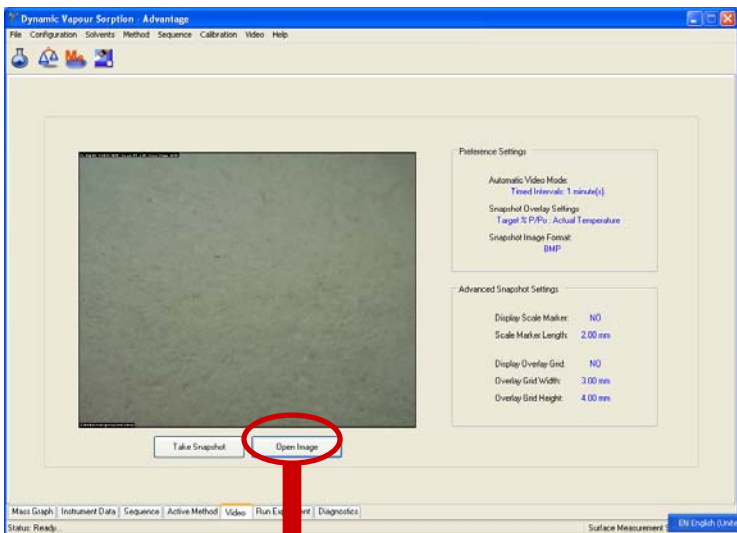 Dynamic Vapour Sorption - Advantage
File Configuration Solvents Method Sequence Calibration Video Help
Preference Settings
Automatic Video Mode:
Timed Intervals: 1 minute(s)
Snapshot Overlay Settings
Target % P/Po : Actual Temperature
Snapshot Image Format:
BMP
Advanced Snapshot Settings
Display Scale Marker: NO
Scale Marker Length: 2.00 mm
Display Overlay Grid: NO
Overlay Grid Width: 3.00 mm
Overlay Grid Height: 4.00 mm
Take Snapshot Open Image
Mass Graph Instrument Data Sequence Active Method Video Run Diagnostics
Status: Ready... Surface Measurement EN English